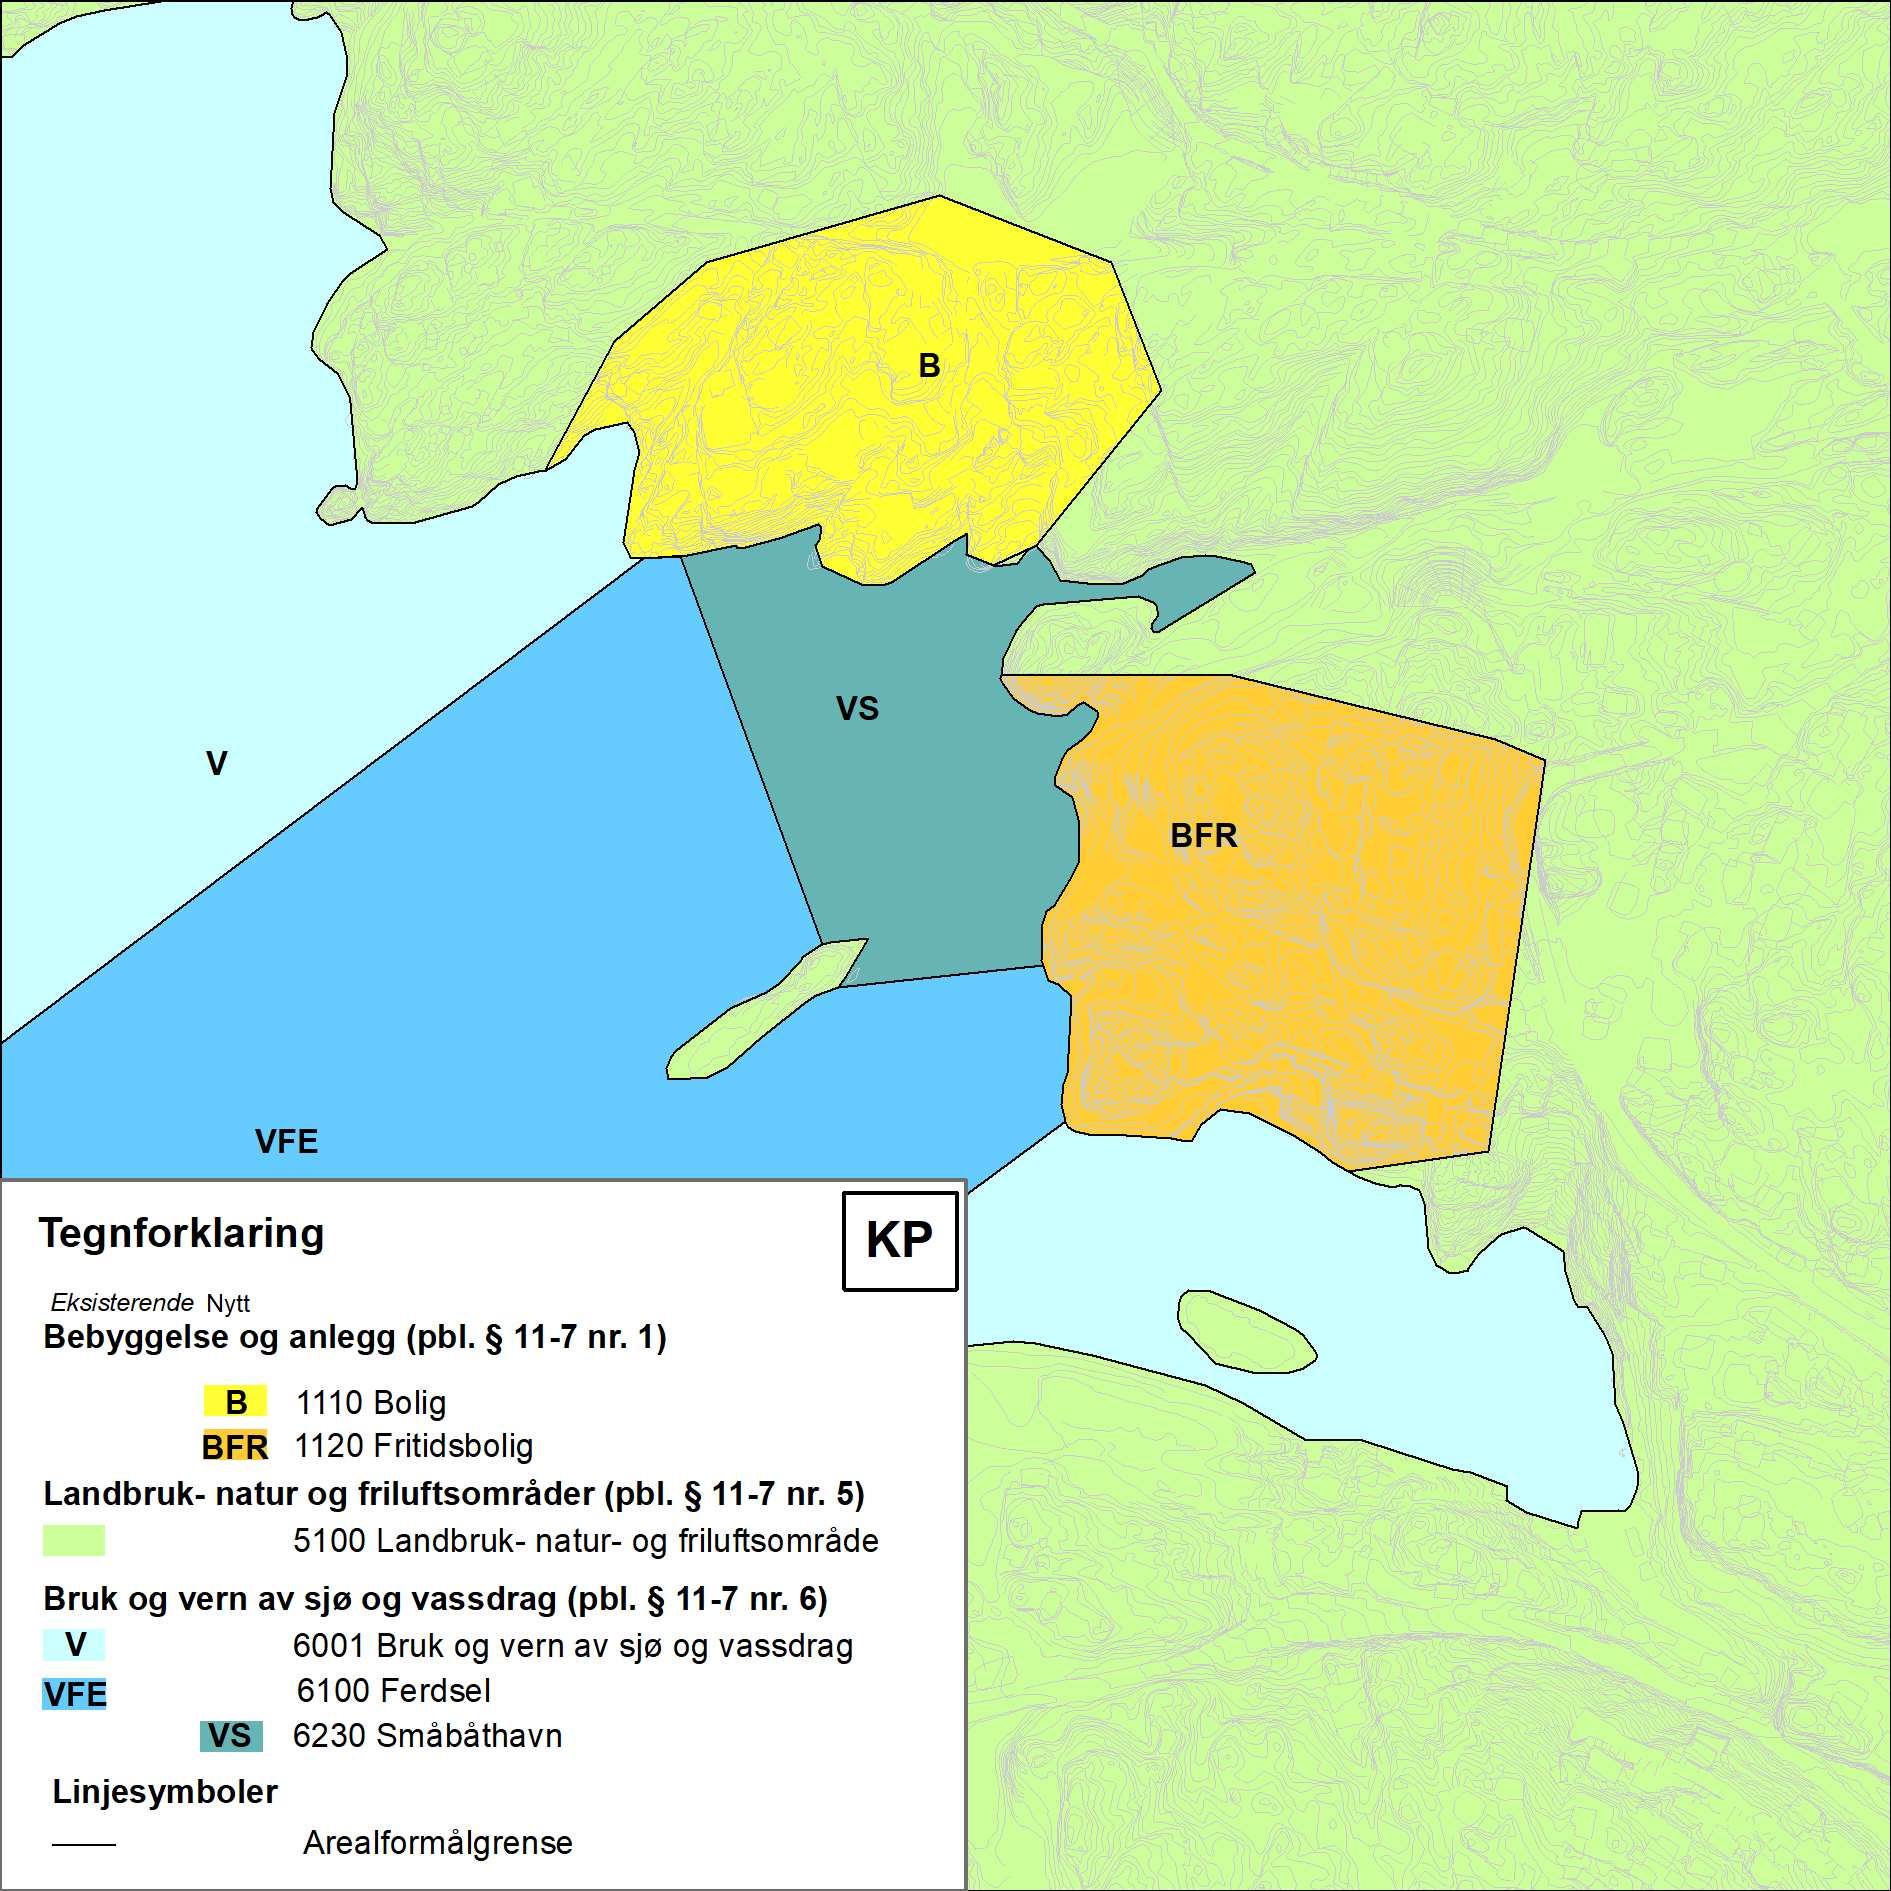 B
VS
V
BFR
VFE
Tegnforklaring
KP
Eksisterende Nytt
Bebyggelse og anlegg (pbl. § 11-7 nr. 1)
B 1110 Bolig
BFR 1120 Fritidsbolig
Landbruk- natur og friluftsområder (pbl. § 11-7 nr. 5)
5100 Landbruk- natur- og friluftsområde
Bruk og vern av sjø og vassdrag (pbl. § 11-7 nr. 6)
V 6001 Bruk og vern av sjø og vassdrag
VFE 6100 Ferdsel
VS 6230 Småbåthavn
Linjesymboler
Arealformålgrense